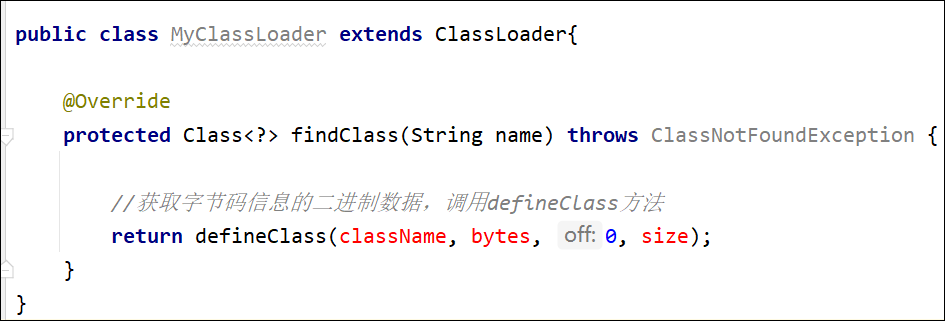 public class MyClassLoader extends ClassLoader{
@Override
protected Class<?> findClass(String name) throws ClassNotFoundException {
//获取字节码信息的二进制数据，调用defineClass方法
return defineClass(className, bytes, off: 0, size);
}
}